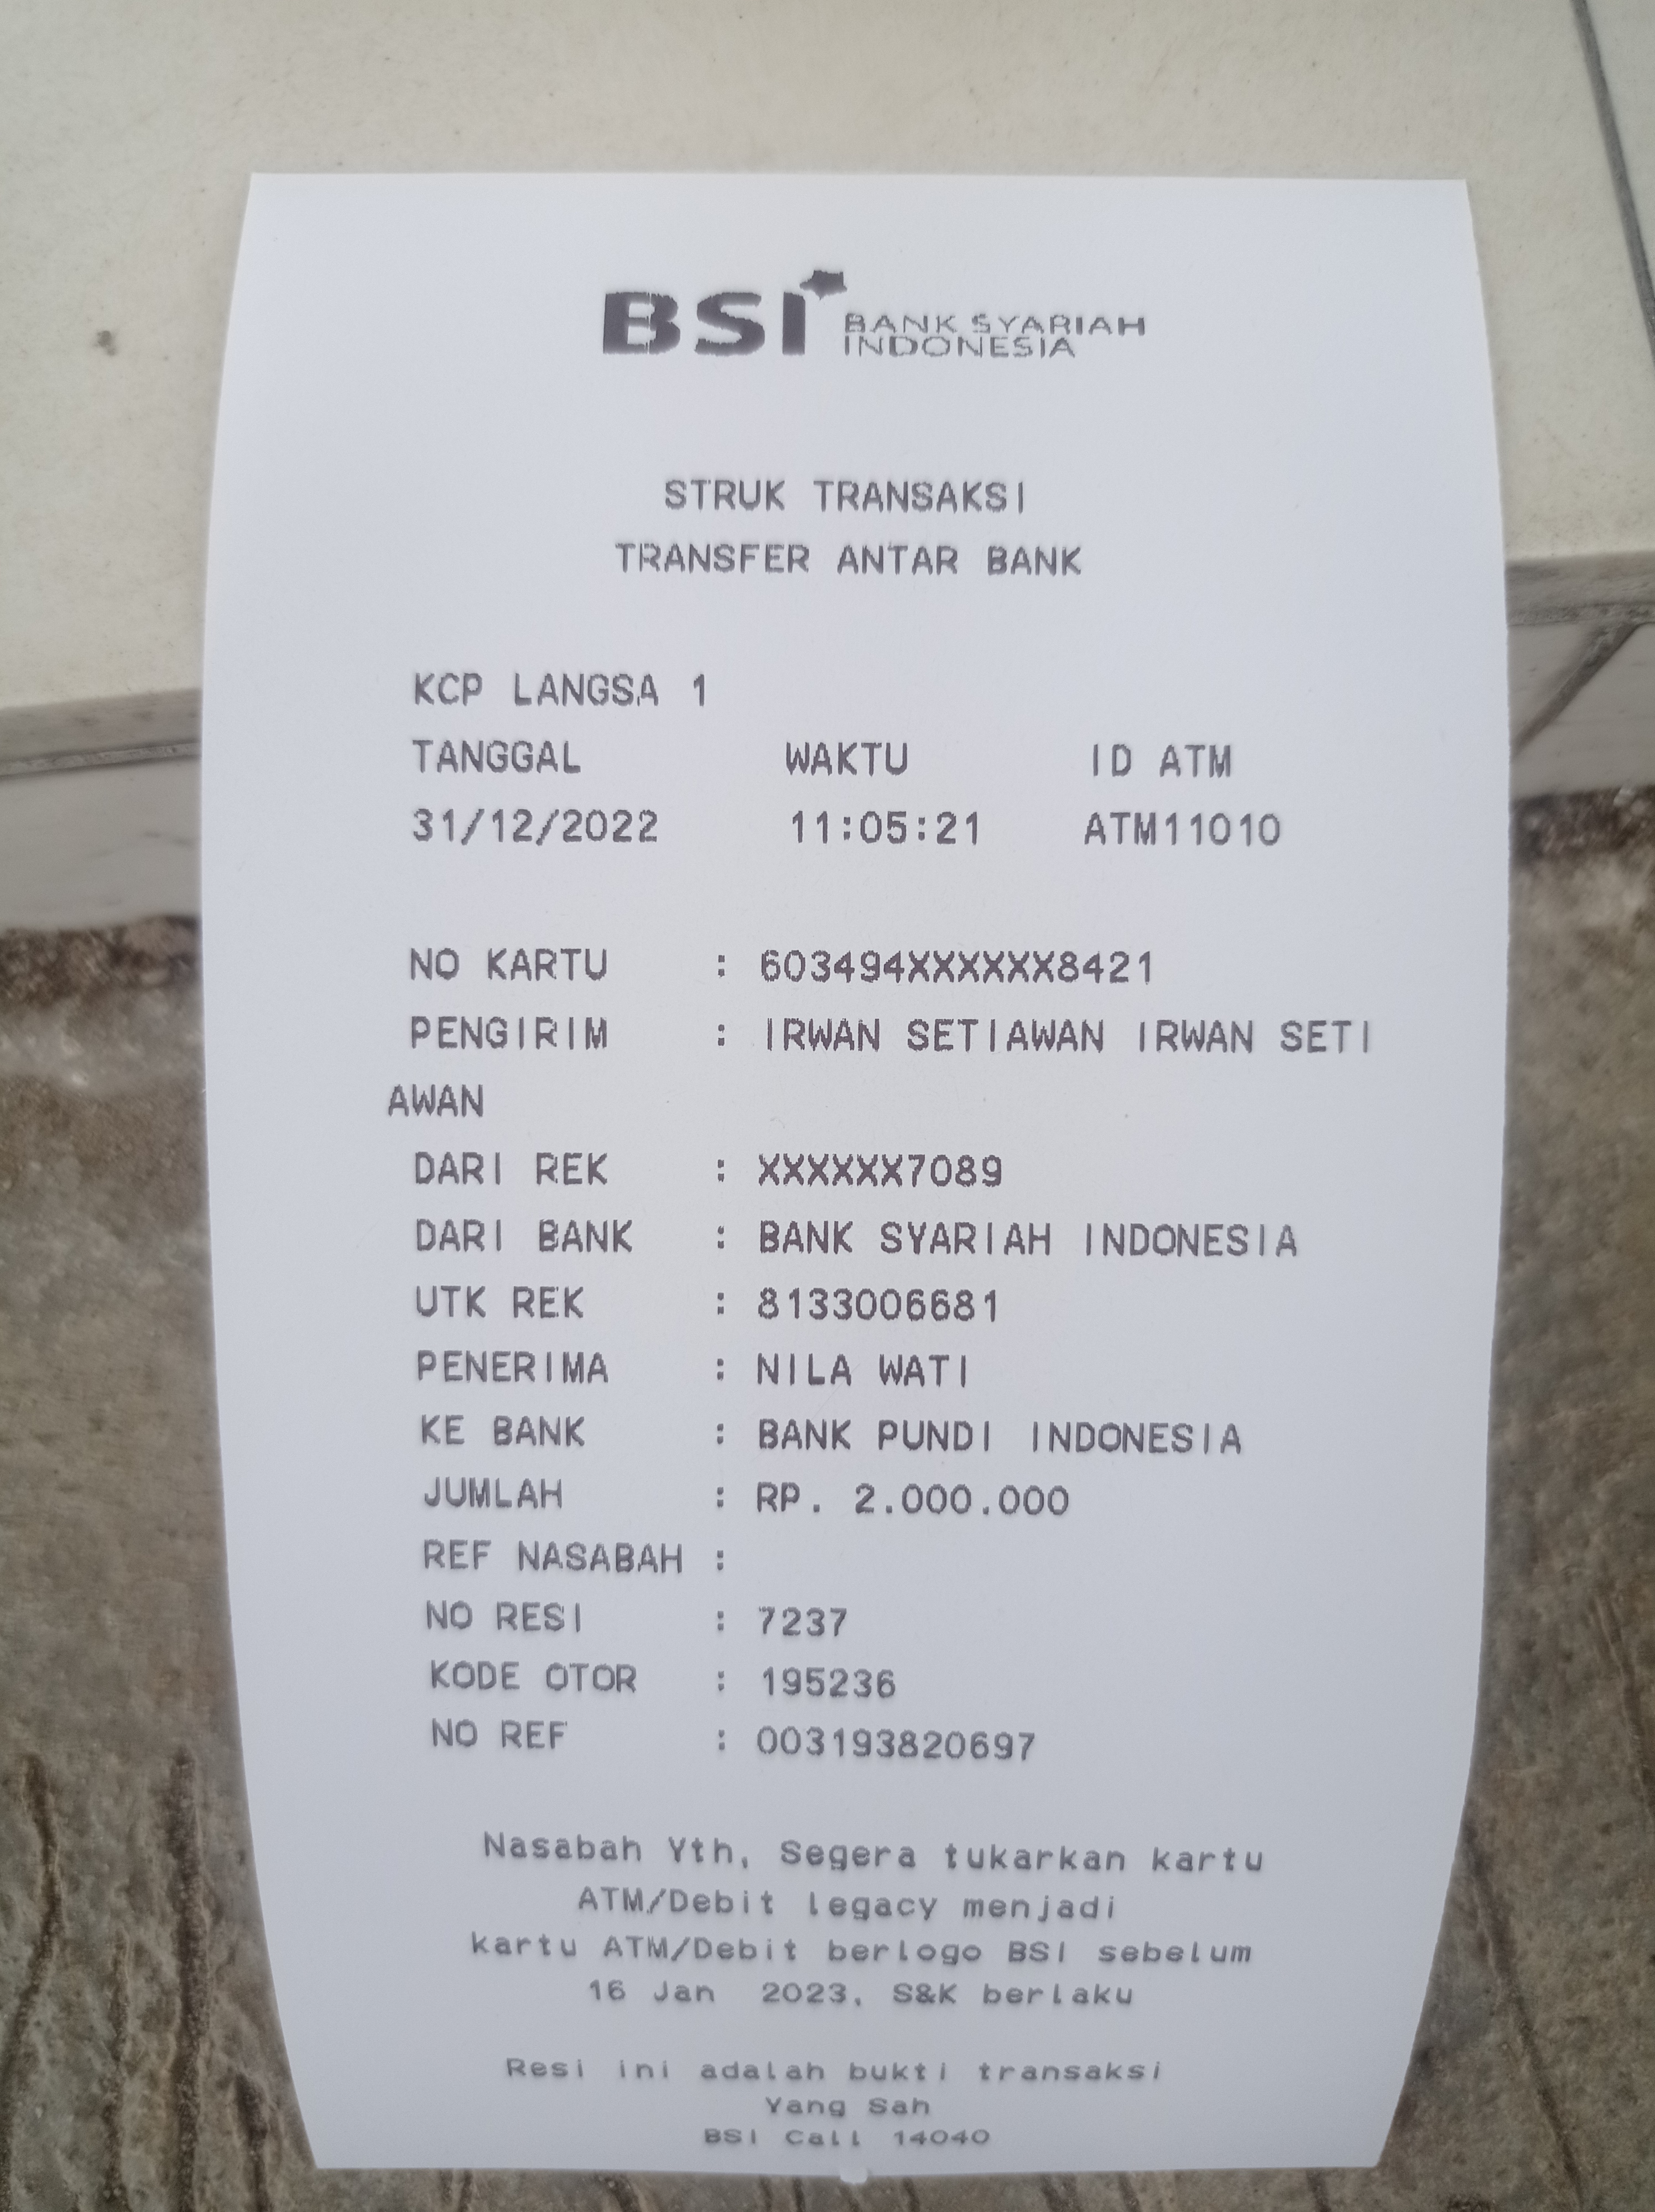 BSI BANK SYARIAH
INDONESIA
STRUK TRANSAKSI
TRANSFER ANTAR BANK
KCP LANGSA 1
TANGGAL WAKTU ID ATM
31/12/2022 11:05:21 ATM11010
NO KARTU : 603494XXXXXX8421
PENGIRIM : IRWAN SETIAWAN IRWAN SETI
AWAN
DARI REK : XXXXXX7089
DARI BANK : BANK SYARIAH INDONESIA
UTK REK : 8133006681
PENERIMA : NILA WATI
KE BANK : BANK PUNDI INDONESIA
JUMLAH : RP. 2.000.000
REF NASABAH :
NO RESI : 7237
KODE OTOR : 195236
NO REF : 003193820697
Nasabah Yth, Segera tukarkan kartu
ATM/Debit legacy menjadi
kartu ATM/Debit berlogo BSI sebelum
16 Jan 2023, S&K berlaku
Resi ini adalah bukti transaksi
Yang Sah
BSI Call 14040